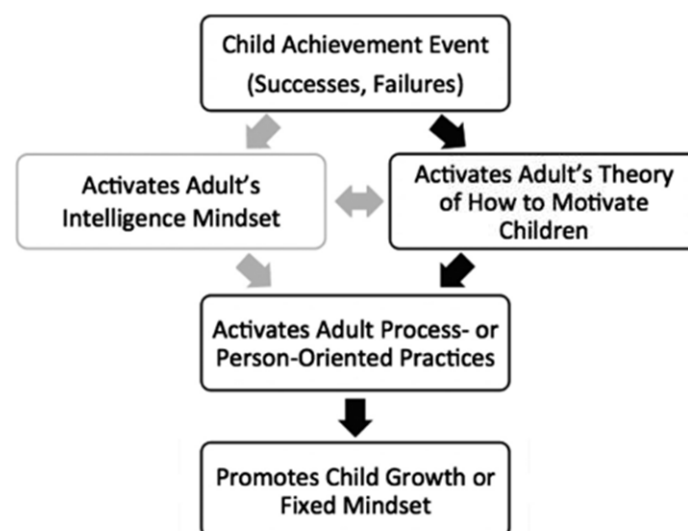 Child Achievement Event
(Successes, Failures)
Activates Adult's
Intelligence Mindset
Activates Adult's Theory
of How to Motivate
Children
Activates Adult Process- or
Person-Oriented Practices
Promotes Child Growth or
Fixed Mindset